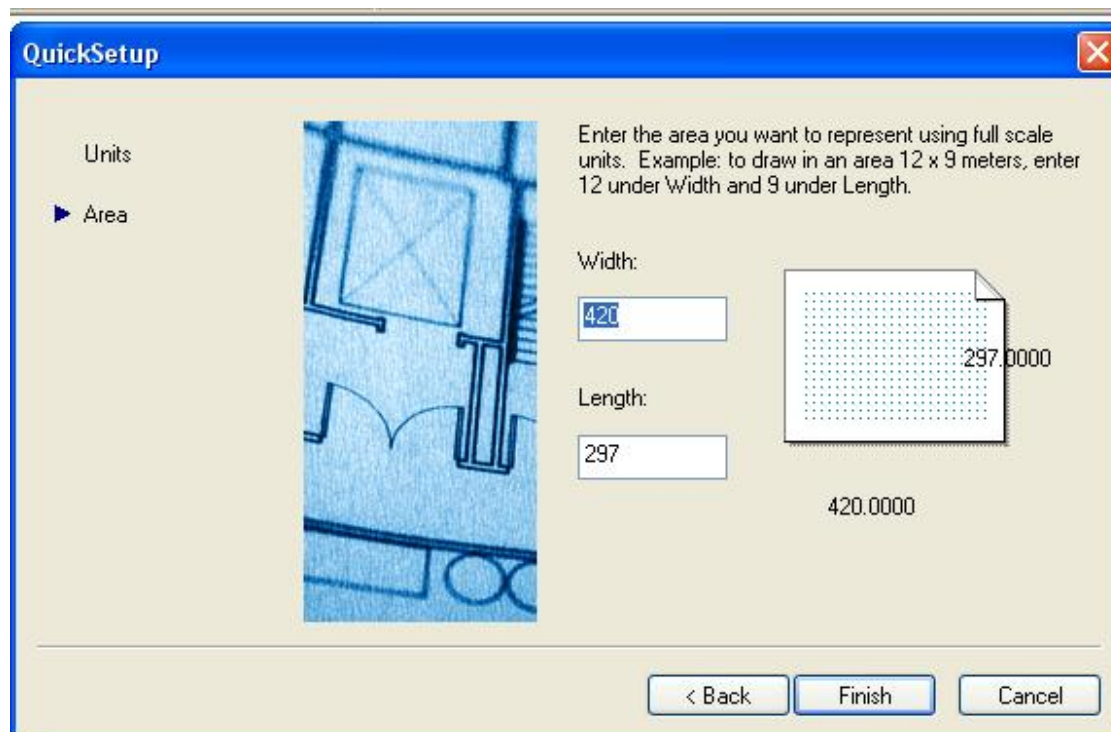 QuickSetup
Units
Area
Enter the area you want to represent using full scale
units.  Example: to draw in an area 12 x 9 meters, enter
12 under Width and 9 under Length.
Width:
420
297.0000
Length:
297
420.0000
< Back
Finish
Cancel